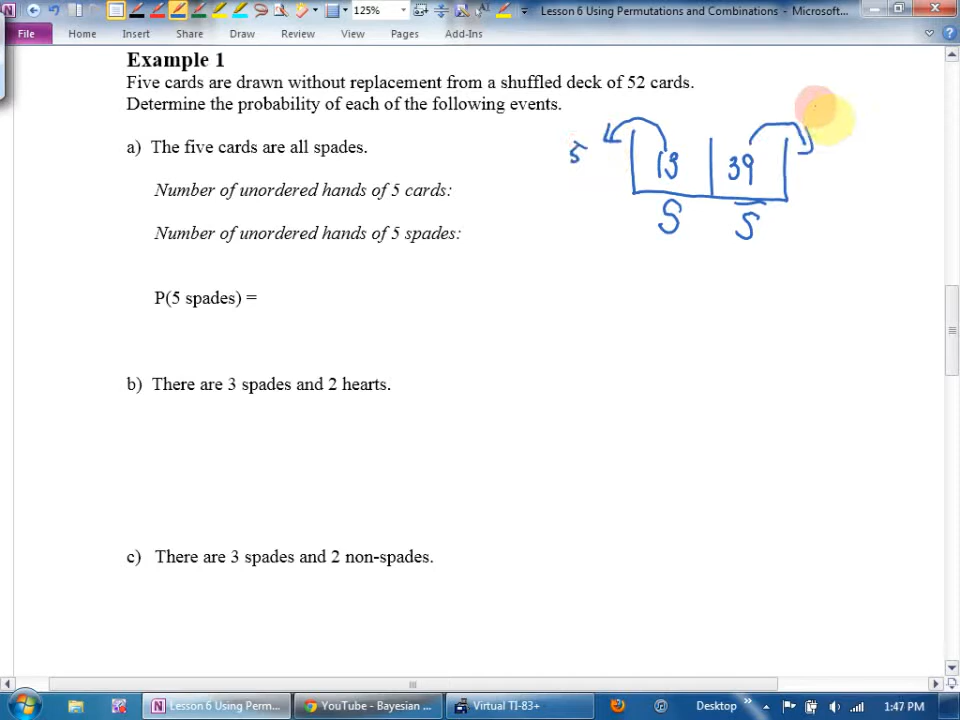 Lesson 6 Using Permutations and Combinations - Microsoft...
125%
File Home Insert Share Draw Review View Pages Add-Ins
Example 1
Five cards are drawn without replacement from a shuffled deck of 52 cards.
Determine the probability of each of the following events.
a) The five cards are all spades.
5 13 39
Number of unordered hands of 5 cards:
S S̅
Number of unordered hands of 5 spades:
P(5 spades) =
b) There are 3 spades and 2 hearts.
c) There are 3 spades and 2 non-spades.
Lesson 6 Using Perm... YouTube - Bayesian ... Virtual TI-83+ Desktop 1:47 PM